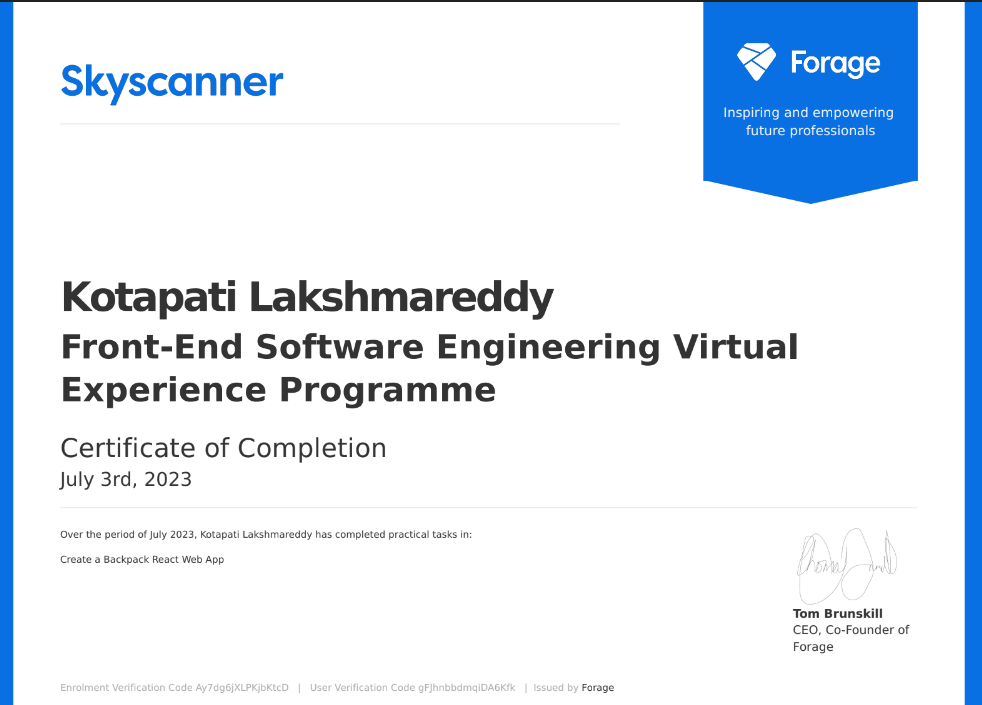 Skyscanner
Forage
Inspiring and empowering
future professionals
Kotapati Lakshmareddy
Front-End Software Engineering Virtual
Experience Programme
Certificate of Completion
July 3rd, 2023
Over the period of July 2023, Kotapati Lakshmareddy has completed practical tasks in:
Create a Backpack React Web App
Tom Brunskill
CEO, Co-Founder of
Forage
Enrolment Verification Code Ay7dg6jXLPKjbKtcD | User Verification Code gFJhnbbdmqiDA6Kfk | Issued by Forage